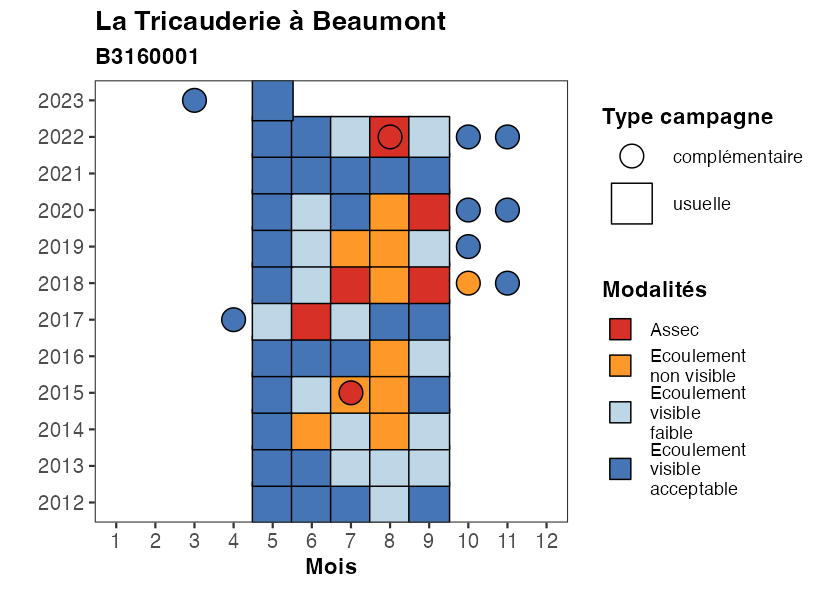 La Tricauderie à Beaumont
B3160001
2023
2022
2021
2020
2019
2018
2017
2016
2015
2014
2013
2012
1 2 3 4 5 6 7 8 9 10 11 12
Mois
Type campagne
complémentaire
usuelle
Modalités
Assec
Ecoulement
non visible
Ecoulement
visible
faible
Ecoulement
visible
acceptable